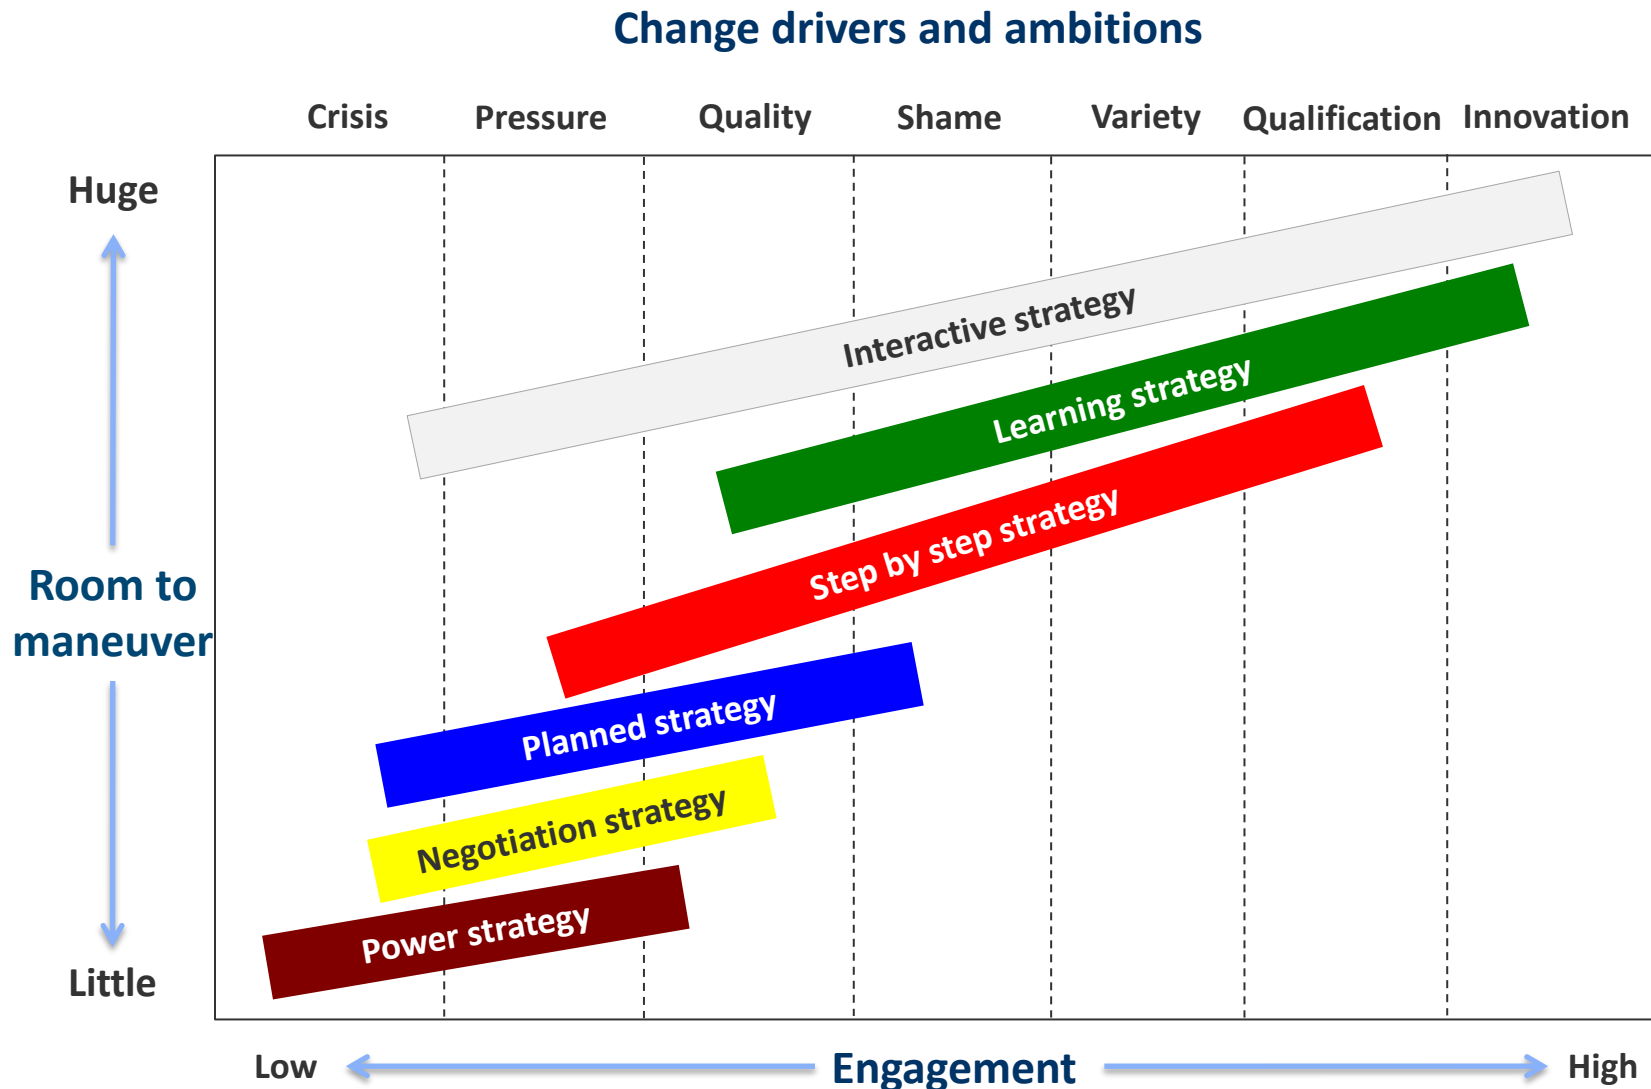 Change drivers and ambitions
Crisis
Pressure
Quality
Shame
Variety
Qualification
Innovation
Huge
Room to
maneuver
Little
Interactive strategy
Learning strategy
Step by step strategy
Planned strategy
Negotiation strategy
Power strategy
Low
Engagement
High